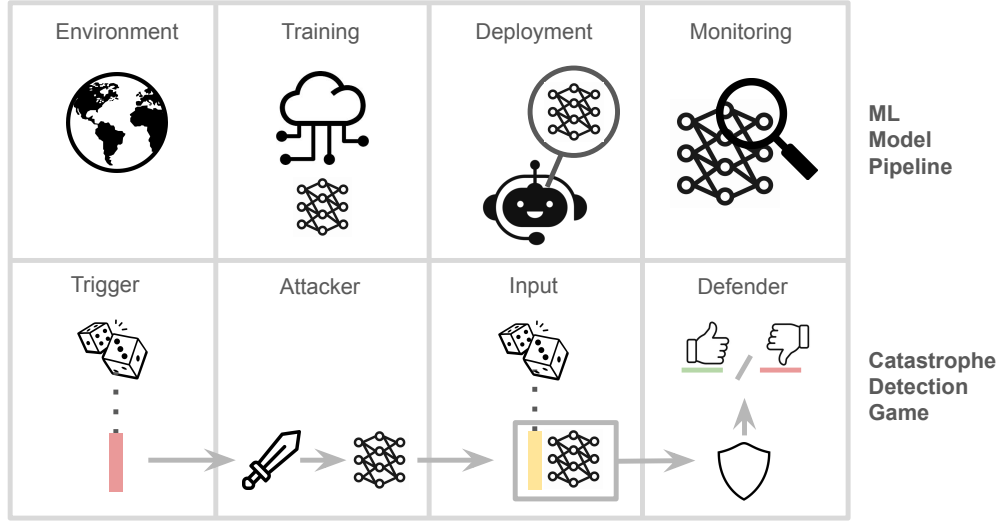 Environment
Training
Deployment
Monitoring
ML
Model
Pipeline
Trigger
Attacker
Input
Defender
Catastrophe
Detection
Game